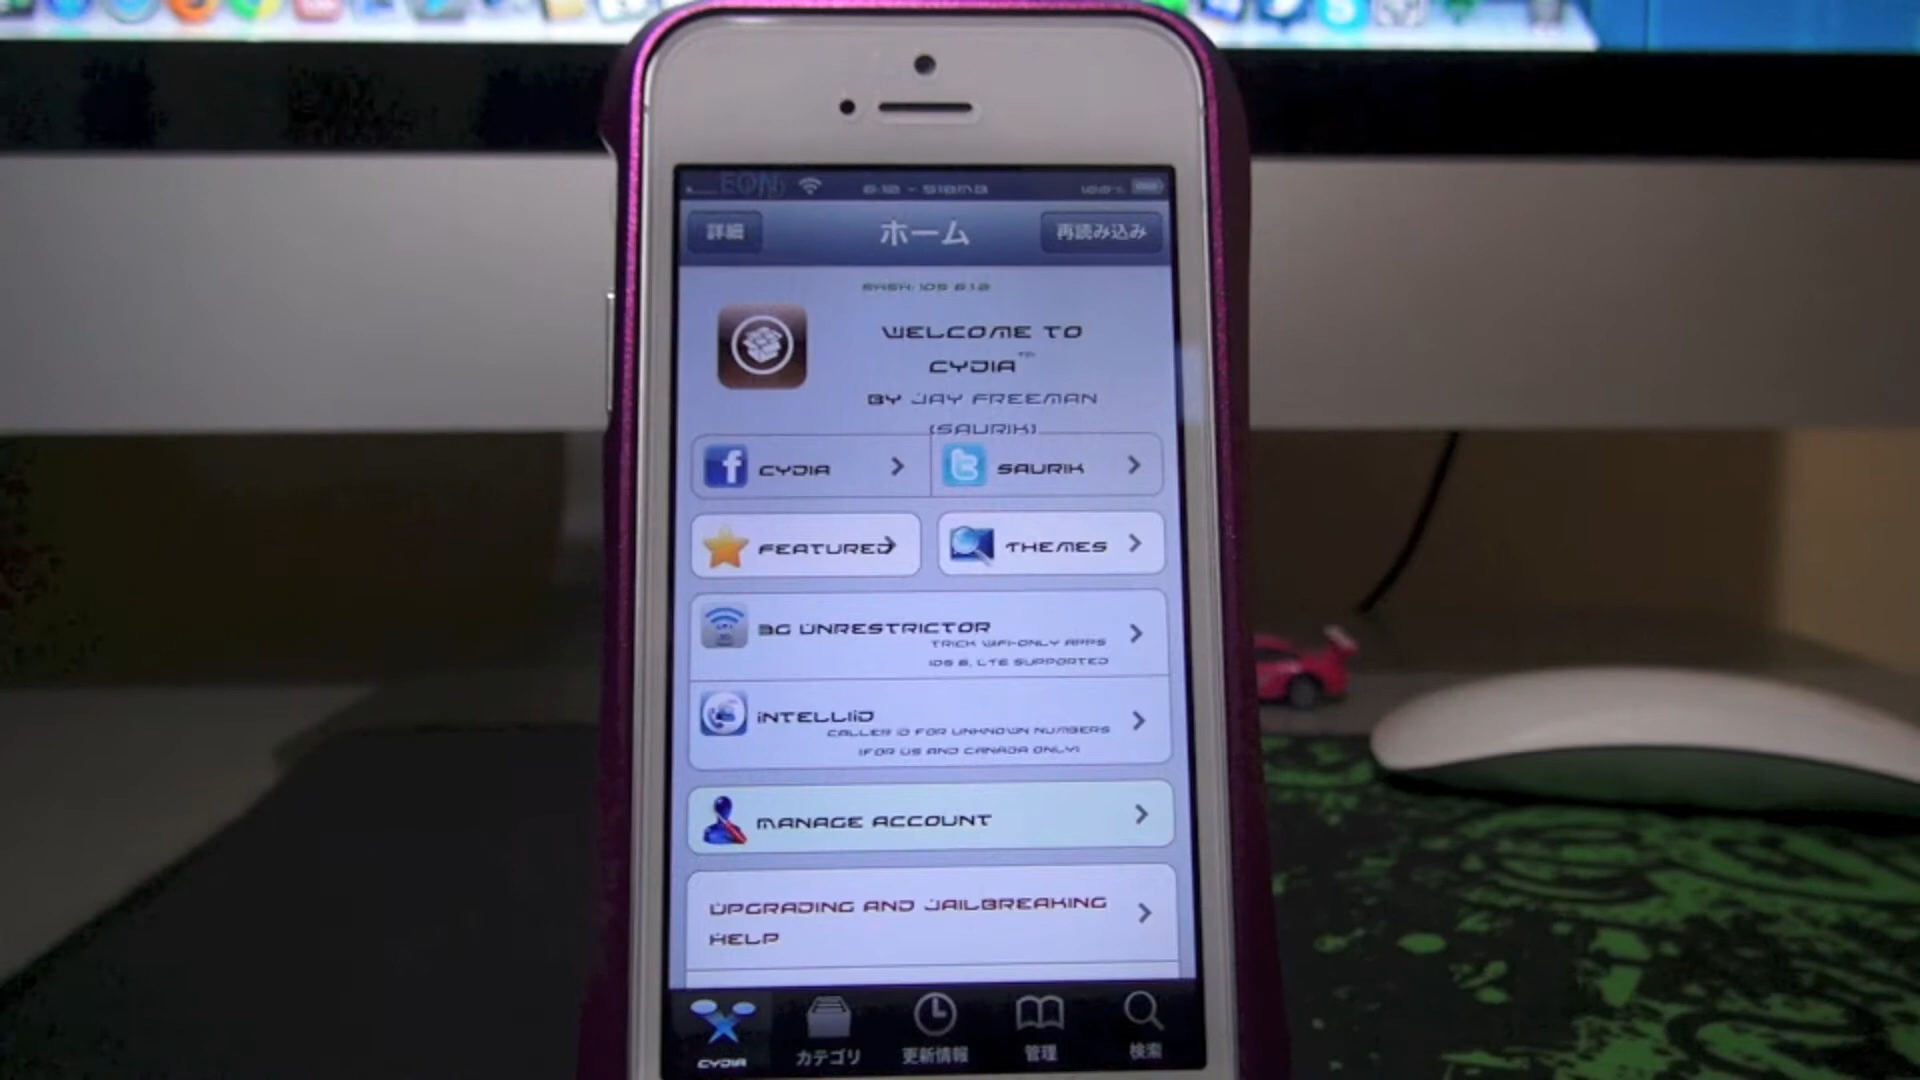 詳細
ホーム
再読み込み
WELCOME TO
CYDIA™
BY JAY FREEMAN
(SAURIK)
CYDIA
SAURIK
FEATURED
THEMES
3G UNRESTRICTOR
TRICK WIFI-ONLY APPS
IOS 6, LTE SUPPORTED
INTELLIID
CALLER ID FOR UNKNOWN NUMBERS
(FOR US AND CANADA ONLY)
MANAGE ACCOUNT
UPGRADING AND JAILBREAKING
HELP
CYDIA
カテゴリ
更新情報
管理
検索